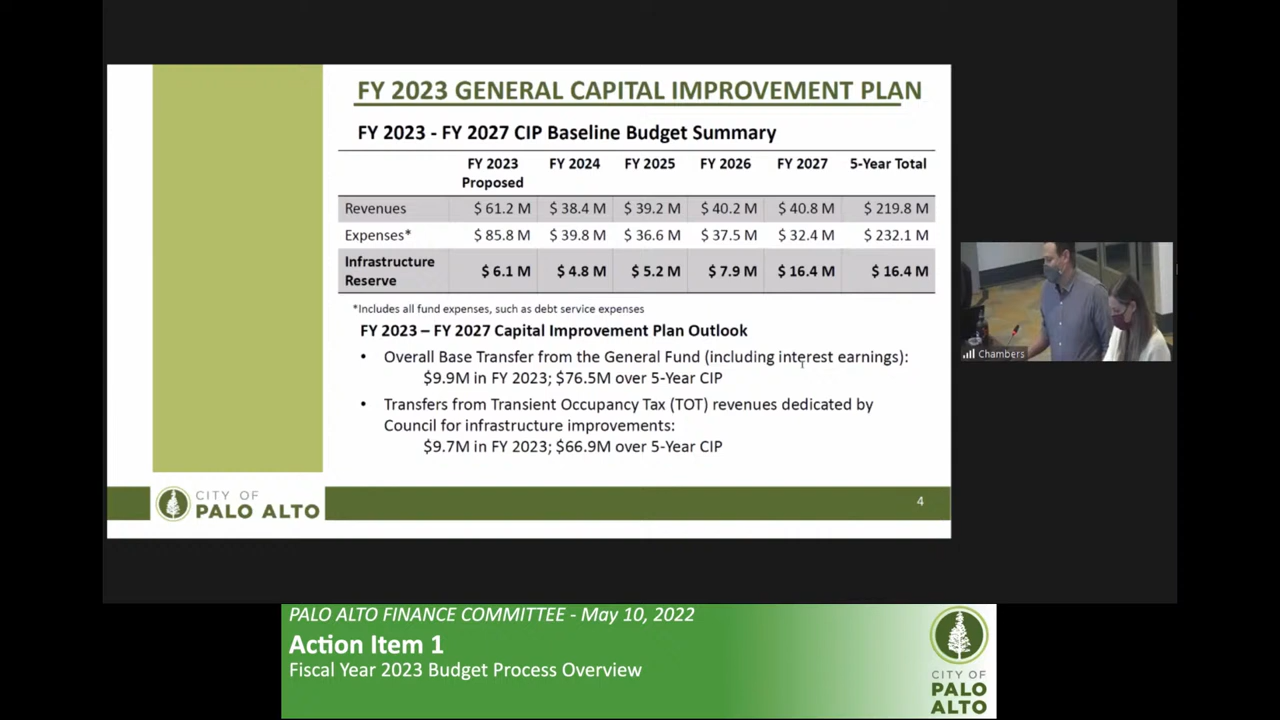 FY 2023 GENERAL CAPITAL IMPROVEMENT PLAN
FY 2023 - FY 2027 CIP Baseline Budget Summary
FY 2023 Proposed FY 2024 FY 2025 FY 2026 FY 2027 5-Year Total
Revenues $ 61.2 M $ 38.4 M $ 39.2 M $ 40.2 M $ 40.8 M $ 219.8 M
Expenses* $ 85.8 M $ 39.8 M $ 36.6 M $ 37.5 M $ 32.4 M $ 232.1 M
Infrastructure Reserve $ 6.1 M $ 4.8 M $ 5.2 M $ 7.9 M $ 16.4 M $ 16.4 M
*Includes all fund expenses, such as debt service expenses
FY 2023 – FY 2027 Capital Improvement Plan Outlook
• Overall Base Transfer from the General Fund (including interest earnings):
$9.9M in FY 2023; $76.5M over 5-Year CIP
• Transfers from Transient Occupancy Tax (TOT) revenues dedicated by
Council for infrastructure improvements:
$9.7M in FY 2023; $66.9M over 5-Year CIP
CITY OF
PALO ALTO
4
Chambers
PALO ALTO FINANCE COMMITTEE - May 10, 2022
Action Item 1
Fiscal Year 2023 Budget Process Overview
CITY OF
PALO
ALTO